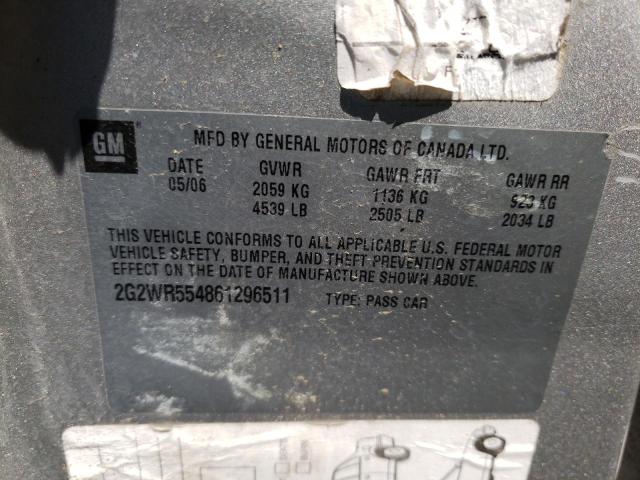 GM
MFD BY GENERAL MOTORS OF CANADA LTD.
DATE GVWR GAWR FRT GAWR RR
05/06 2059 KG 1136 KG 923 KG
4539 LB 2505 LB 2034 LB
THIS VEHICLE CONFORMS TO ALL APPLICABLE U.S. FEDERAL MOTOR
VEHICLE SAFETY, BUMPER, AND THEFT PREVENTION STANDARDS IN
EFFECT ON THE DATE OF MANUFACTURE SHOWN ABOVE.
2G2WR554861296511 TYPE: PASS CAR